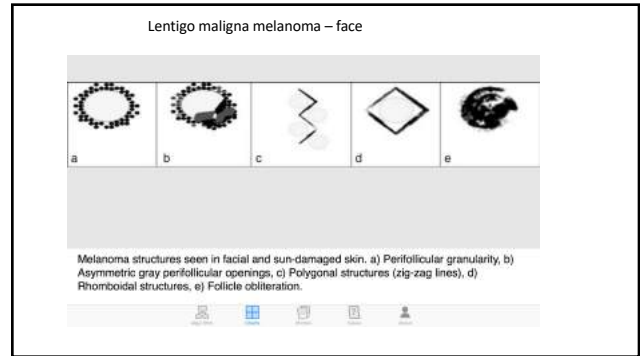 Lentigo maligna melanoma – face
a b c d e
Melanoma structures seen in facial and sun-damaged skin. a) Perifollicular granularity, b)
Asymmetric gray perifollicular openings, c) Polygonal structures (zig-zag lines), d)
Rhomboidal structures, e) Follicle obliteration.